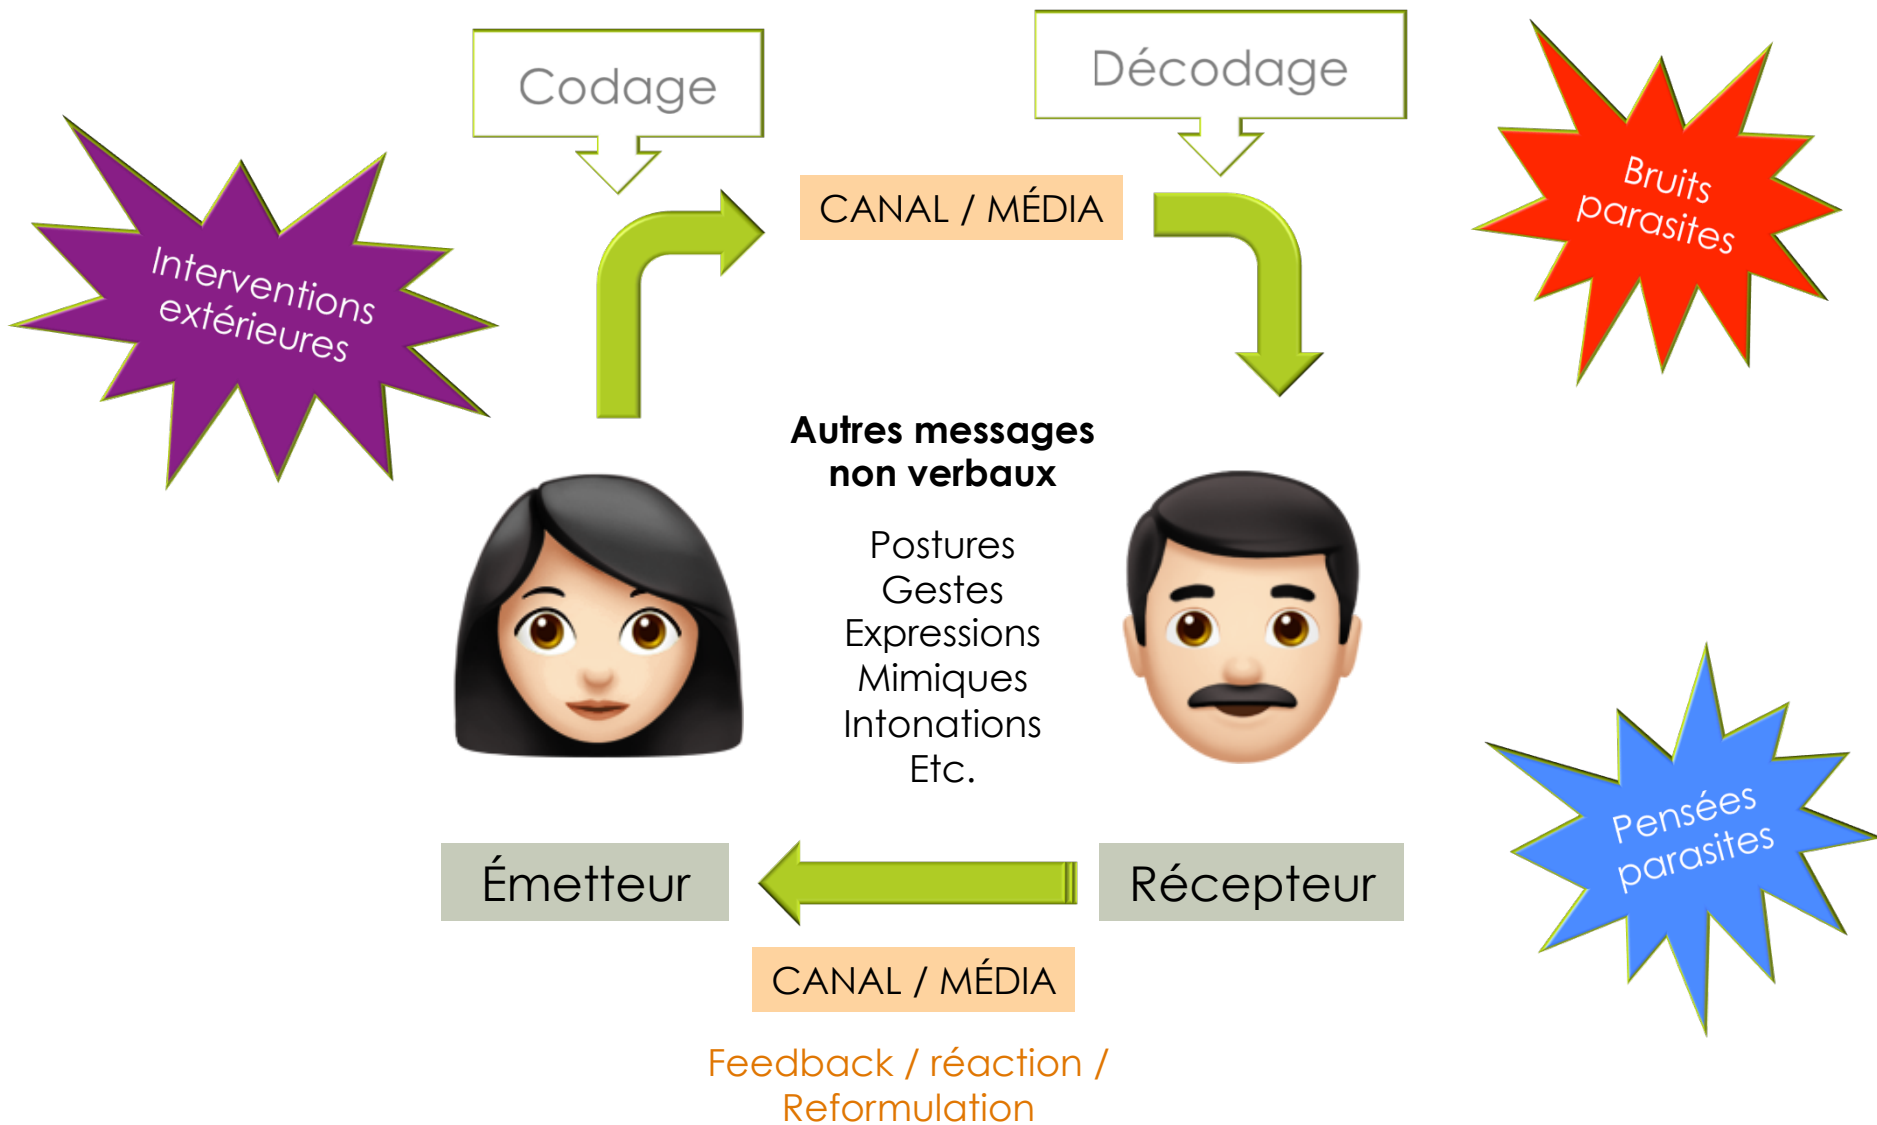 Codage
Décodage
CANAL / MÉDIA
Bruits
parasites
Interventions
extérieures
Autres messages
non verbaux
Postures
Gestes
Expressions
Mimiques
Intonations
Etc.
Pensées
parasites
Émetteur
Récepteur
CANAL / MÉDIA
Feedback / réaction /
Reformulation